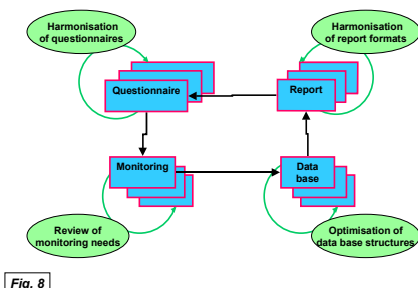 Harmonisation
of questionnaires
Harmonisation
of report formats
Questionnaire
Report
Monitoring
Data
base
Review of
monitoring needs
Optimisation of
data base structures
Fig. 8